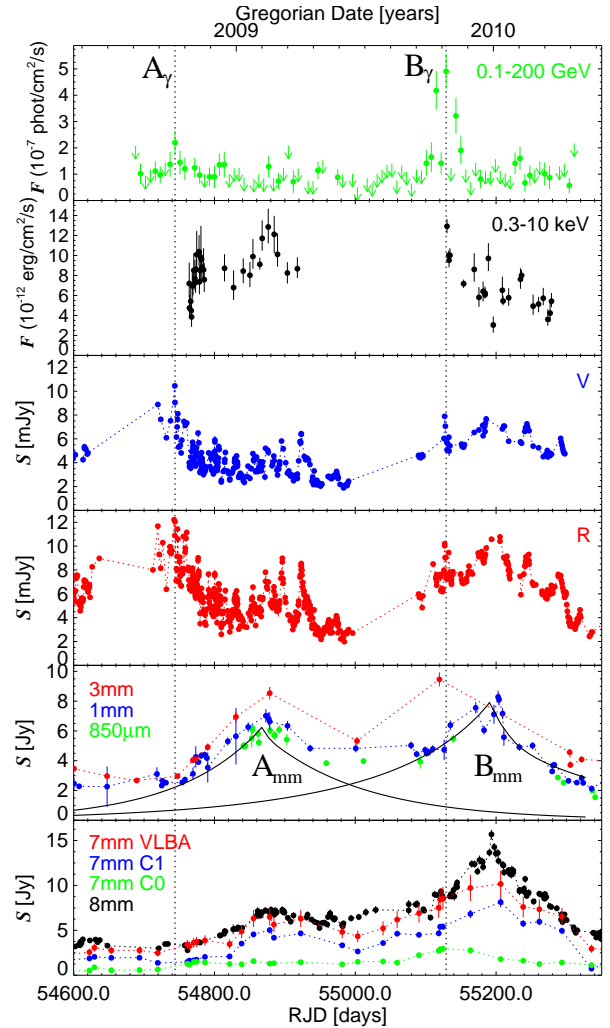 Gregorian Date [years]
2009 2010
Aγ Bγ 0.1-200 GeV
F (10⁻⁷ phot/cm²/s)
5
4
3
2
1
0
0.3-10 keV
F (10⁻¹² erg/cm²/s)
14
12
10
8
6
4
2
0
V
S [mJy]
12
10
8
6
4
2
0
R
S [mJy]
12
10
8
6
4
2
0
3mm
1mm
850μm
Amm Bmm
S [Jy]
10
8
6
4
2
0
7mm VLBA
7mm C1
7mm C0
8mm
S [Jy]
15
10
5
0
54600.0 54800.0 55000.0 55200.0
RJD [days]